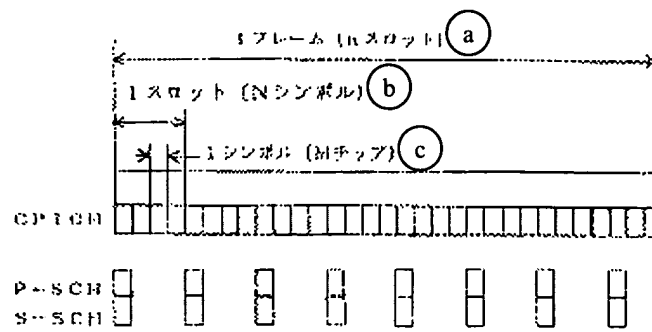 1フレーム (Kスロット) a
1スロット (Nシンボル) b
1シンボル (Mチップ) c
CPICH
P-SCH
S-SCH